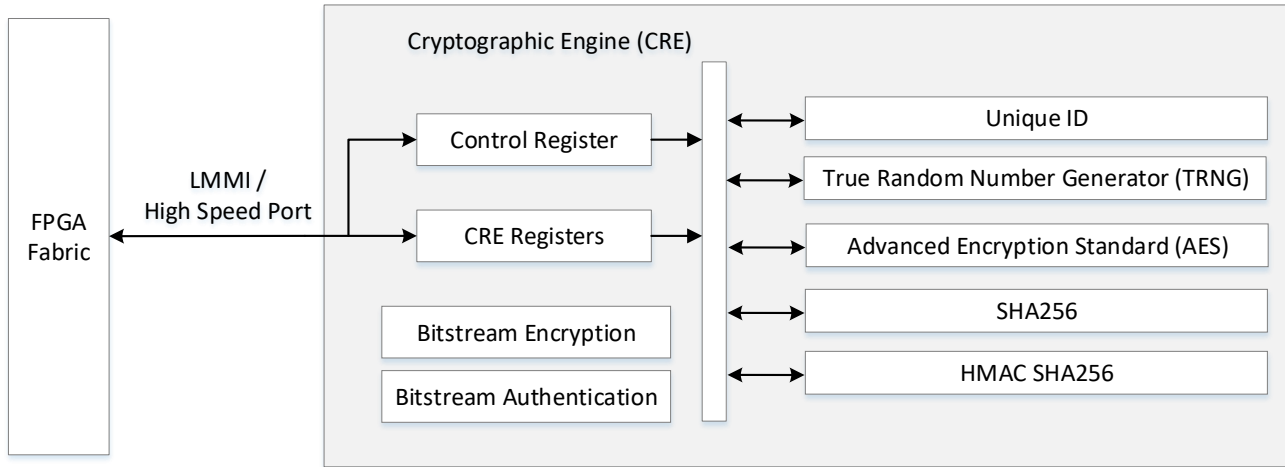 Cryptographic Engine (CRE)
FPGA
Fabric
LMMI /
High Speed Port
Control Register
CRE Registers
Bitstream Encryption
Bitstream Authentication
Unique ID
True Random Number Generator (TRNG)
Advanced Encryption Standard (AES)
SHA256
HMAC SHA256